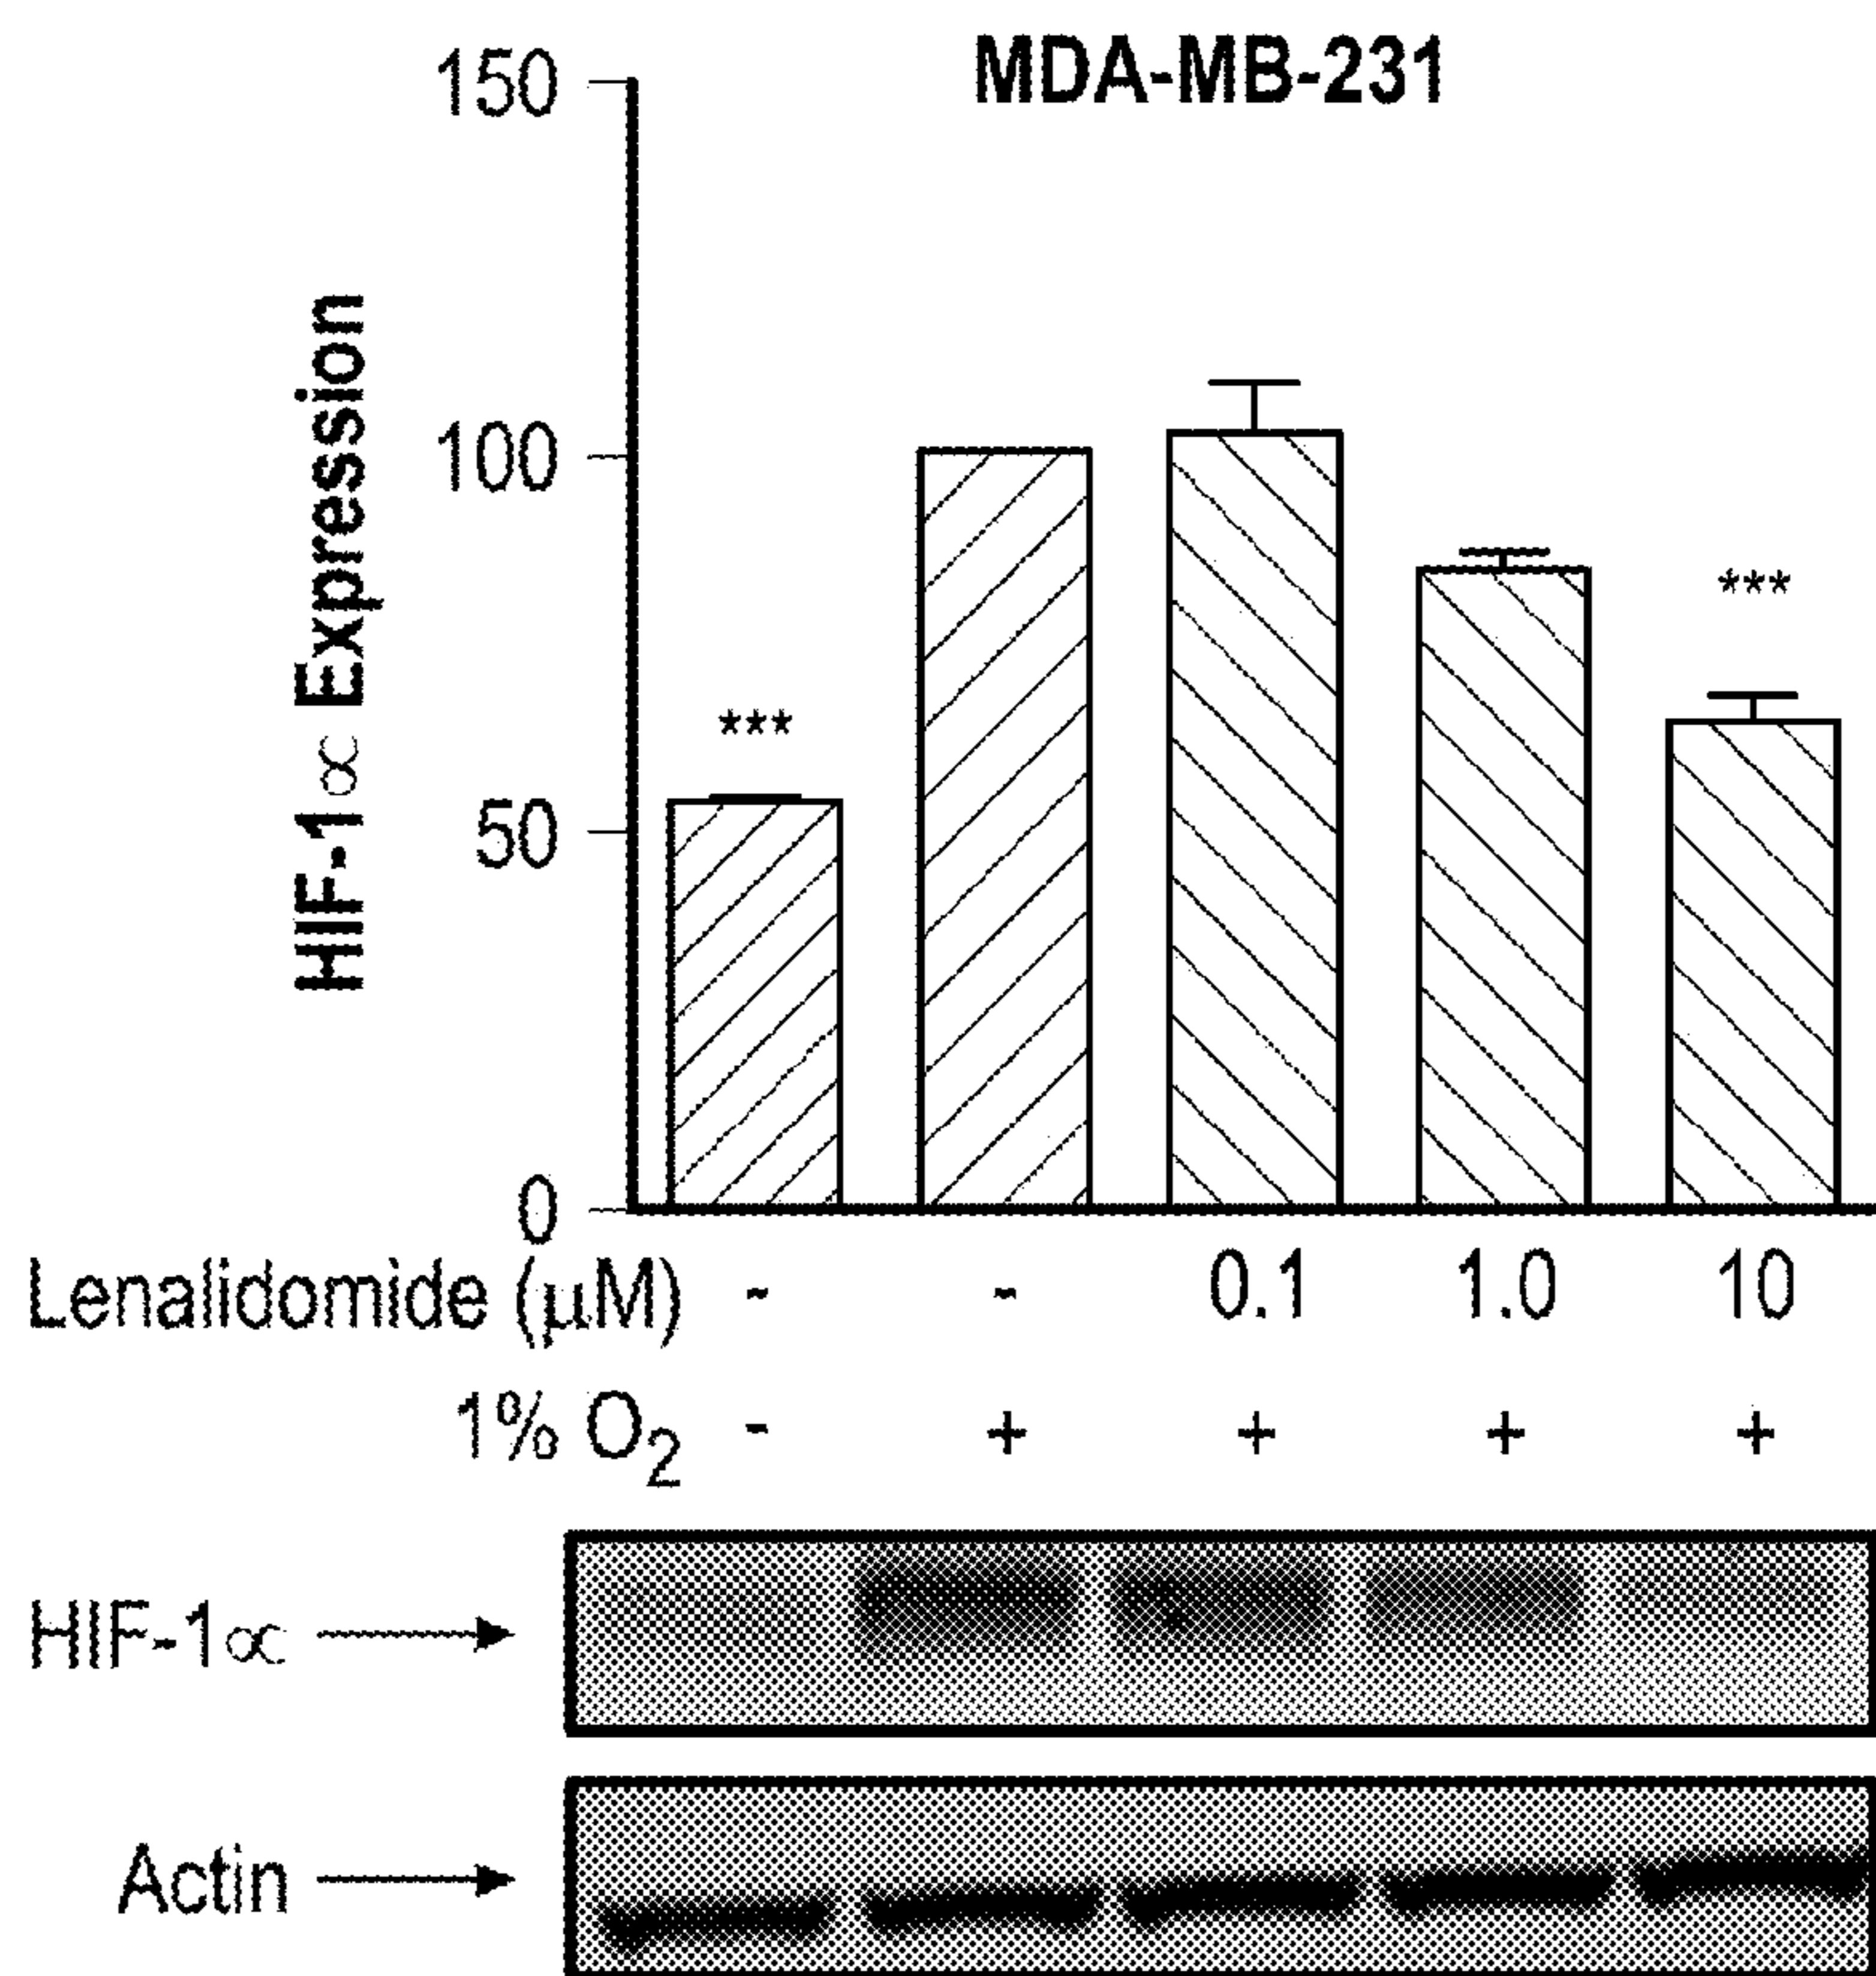 MDA-MB-231
150
100
50
0
HIF-1∝ Expression
***
***
Lenalidomide (μM) - - 0.1 1.0 10
1% O₂ - + + + +
HIF-1∝
Actin